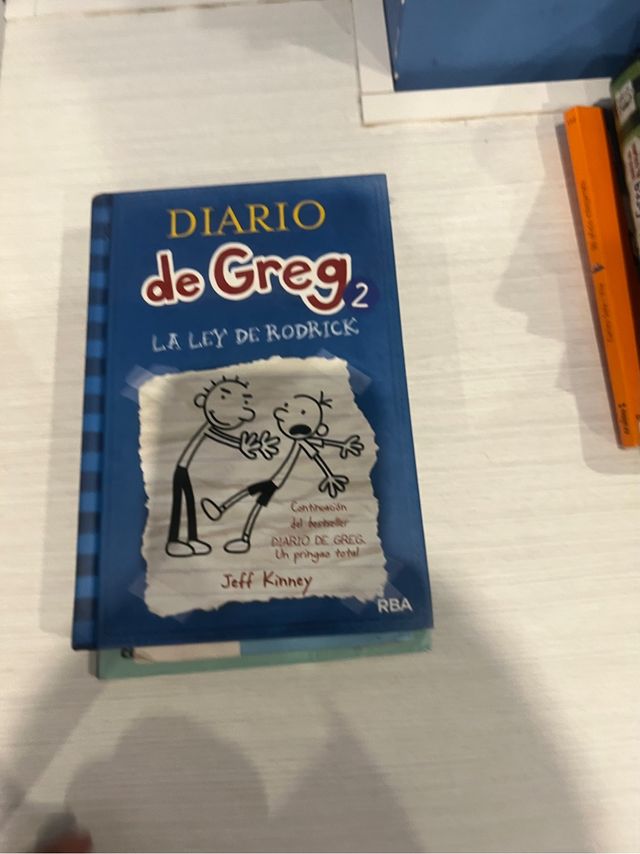 DIARIO
de Greg
2
LA LEY DE RODRICK
Continuación
del bestseller
DIARIO DE GREG.
Un pringao total
Jeff Kinney
RBA